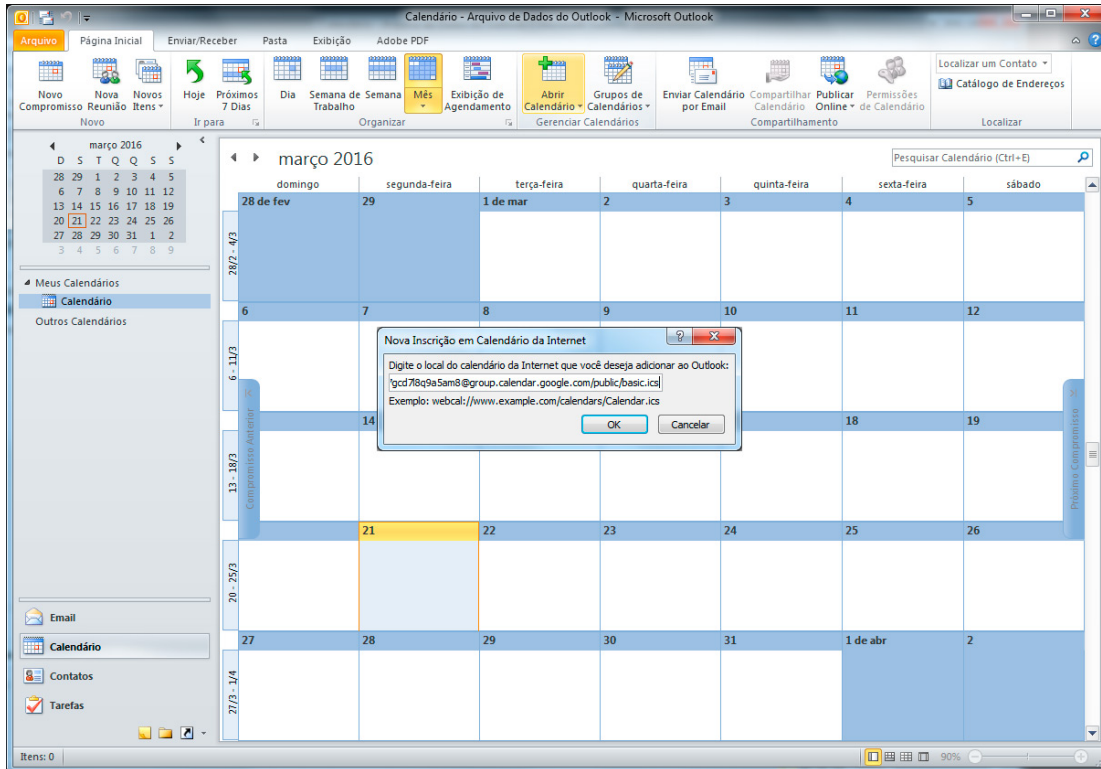 Calendário - Arquivo de Dados do Outlook - Microsoft Outlook
Arquivo Página Inicial Enviar/Receber Pasta Exibição Adobe PDF
Novo Compromisso
Nova Reunião
Novos Itens
Hoje
Próximos 7 Dias
Dia
Semana de Trabalho
Semana
Mês
Exibição de Agendamento
Abrir Calendário
Grupos de Calendários
Enviar Calendário por Email
Compartilhar Calendário
Publicar Online
Permissões de Calendário
Localizar um Contato
Catálogo de Endereços
Novo Ir para Organizar Gerenciar Calendários Compartilhamento Localizar
março 2016
D S T Q Q S S
28 29 1 2 3 4 5
6 7 8 9 10 11 12
13 14 15 16 17 18 19
20 21 22 23 24 25 26
27 28 29 30 31 1 2
3 4 5 6 7 8 9
Meus Calendários
Calendário
Outros Calendários
Email
Calendário
Contatos
Tarefas
março 2016
Pesquisar Calendário (Ctrl+E)
domingo segunda-feira terça-feira quarta-feira quinta-feira sexta-feira sábado
28 de fev 29 1 de mar 2 3 4 5
28/2 - 4/3
6 7 8 9 10 11 12
6 - 11/3
Nova Inscrição em Calendário da Internet
Digite o local do calendário da Internet que você deseja adicionar ao Outlook:
gcd7l8q9a5am8@group.calendar.google.com/public/basic.ics
Exemplo: webcal://www.example.com/calendars/Calendar.ics
OK Cancelar
14 18 19
13 - 18/3
Compromisso Anterior
Próximo Compromisso
21 22 23 24 25 26
20 - 25/3
27 28 29 30 31 1 de abr 2
27/3 - 1/4
Itens: 0
90%